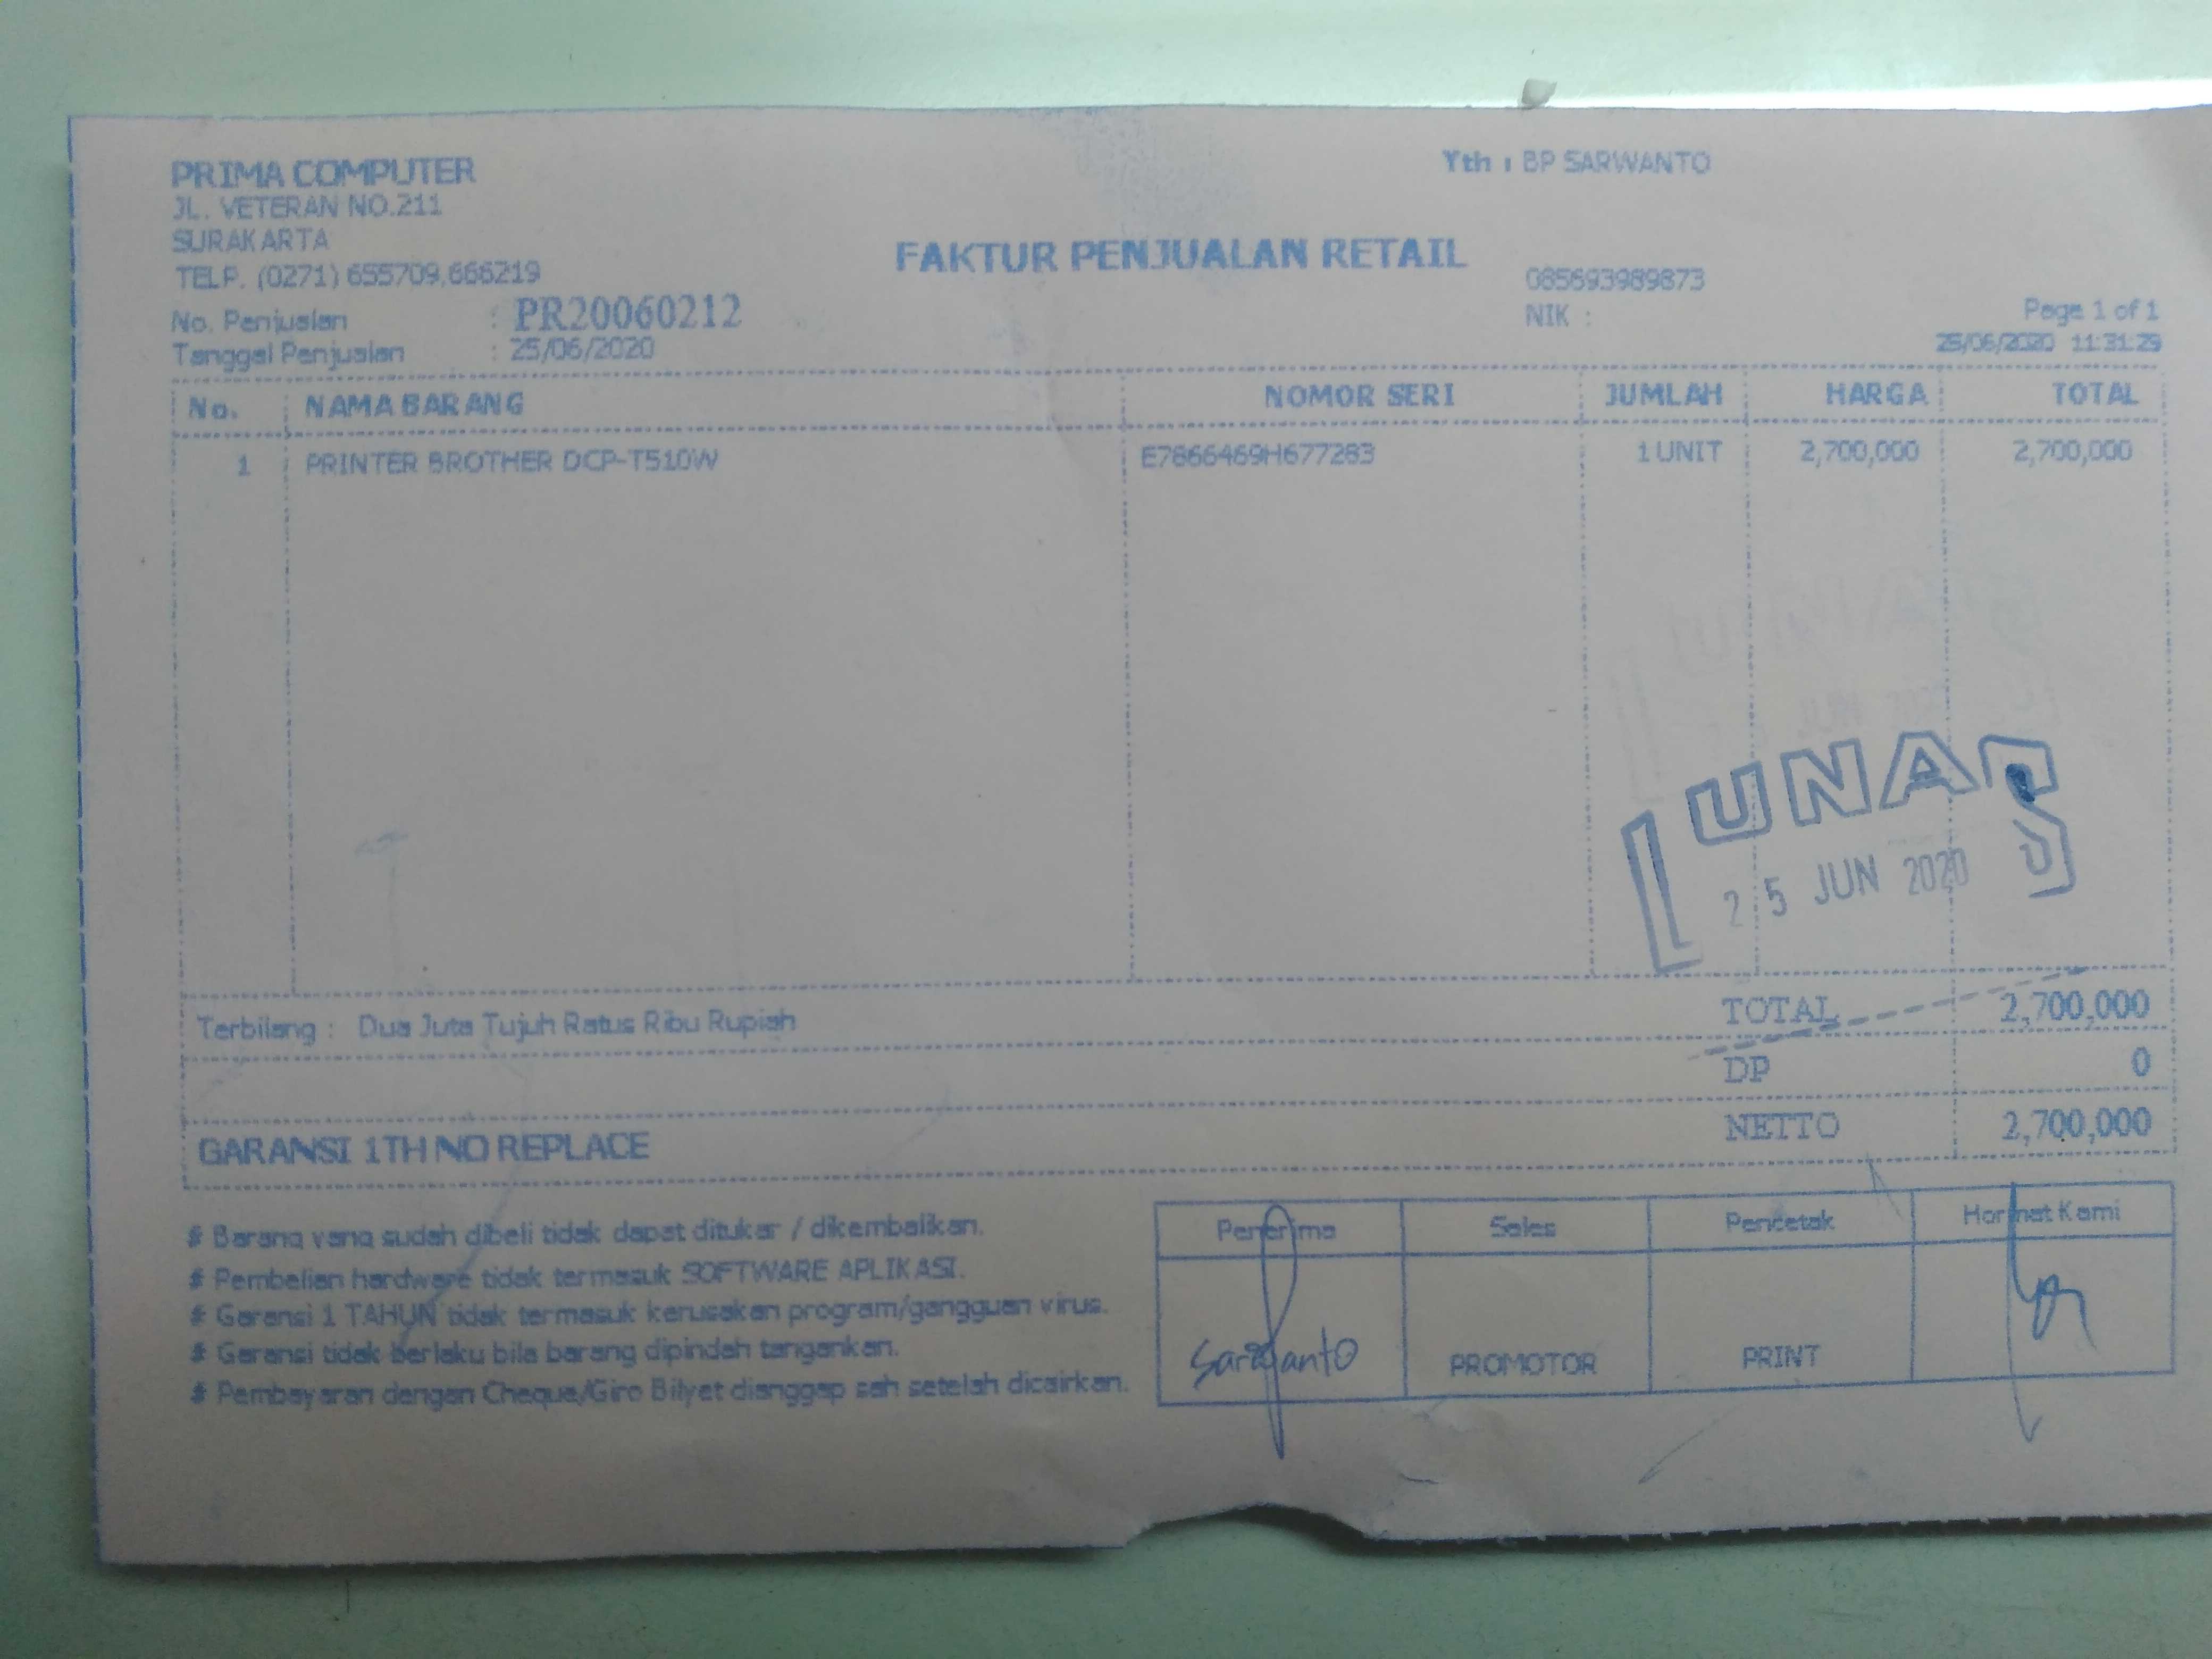 PRIMA COMPUTER
JL. VETERAN NO.211
SURAKARTA
TELP. (0271) 655709,666219
Yth : BP SARWANTO
FAKTUR PENJUALAN RETAIL
085693989873
NIK :
No. Penjualan : PR20060212
Tanggal Penjualan : 25/06/2020
Page 1 of 1
25/06/2020 11:31:29
No. NAMA BARANG NOMOR SERI JUMLAH HARGA TOTAL
1 PRINTER BROTHER DCP-T510W E7866469H677283 1 UNIT 2,700,000 2,700,000
LUNAS
25 JUN 2020
Terbilang : Dua Juta Tujuh Ratus Ribu Rupiah TOTAL 2,700,000
DP 0
GARANSI 1TH NO REPLACE NETTO 2,700,000
# Barang yang sudah dibeli tidak dapat ditukar / dikembalikan.
# Pembelian hardware tidak termasuk SOFTWARE APLIKASI.
# Garansi 1 TAHUN tidak termasuk kerusakan program/gangguan virus.
# Garansi tidak berlaku bila barang dipindah tangankan.
# Pembayaran dengan Cheque/Giro Bilyet dianggap sah setelah dicairkan.
Penerima Sales Pencetak Hormat Kami
PROMOTOR PRINT